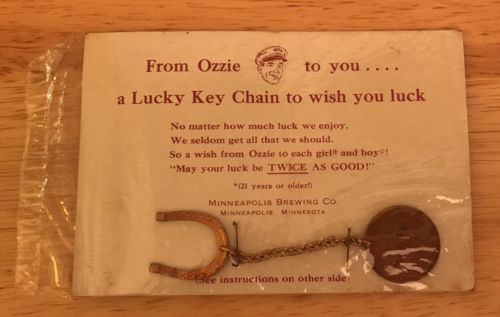 From Ozzie to you ....
a Lucky Key Chain to wish you luck
No matter how much luck we enjoy,
We seldom get all that we should.
So a wish from Ozzie to each girl* and boy*!
"May your luck be TWICE AS GOOD!"
*(21 years or older!)
MINNEAPOLIS BREWING CO.
MINNEAPOLIS, MINNESOTA
(See instructions on other side)